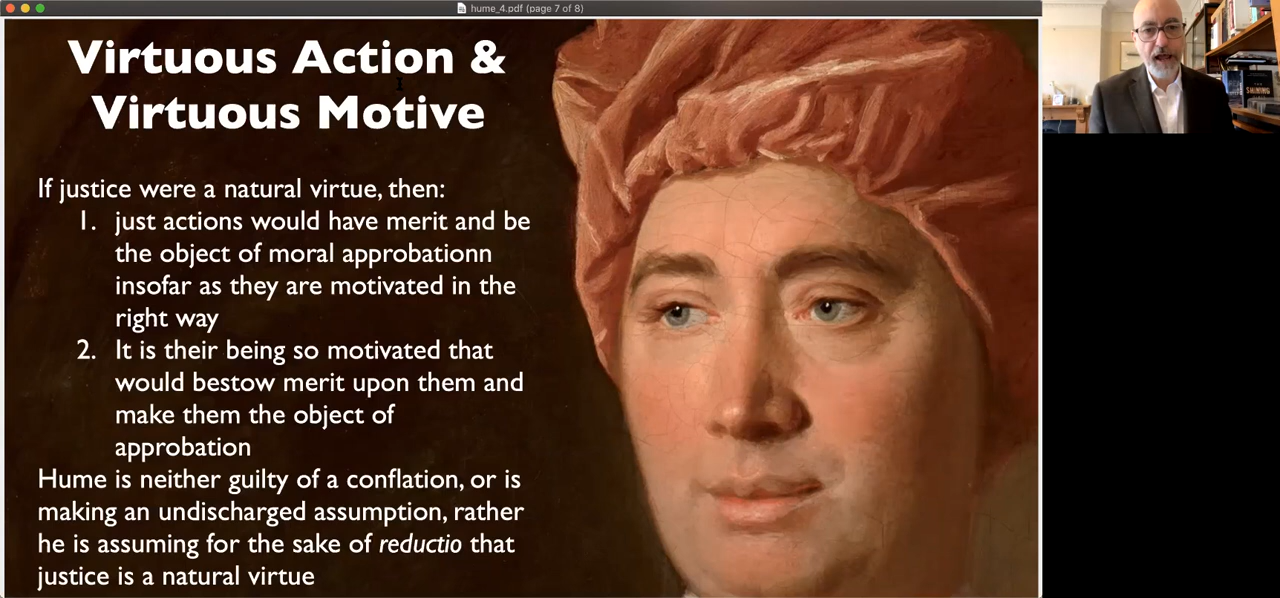 hume_4.pdf (page 7 of 8)
Virtuous Action &
Virtuous Motive
If justice were a natural virtue, then:
1. just actions would have merit and be
the object of moral approbationn
insofar as they are motivated in the
right way
2. It is their being so motivated that
would bestow merit upon them and
make them the object of
approbation
Hume is neither guilty of a conflation, or is
making an undischarged assumption, rather
he is assuming for the sake of reductio that
justice is a natural virtue
THE
SHINING